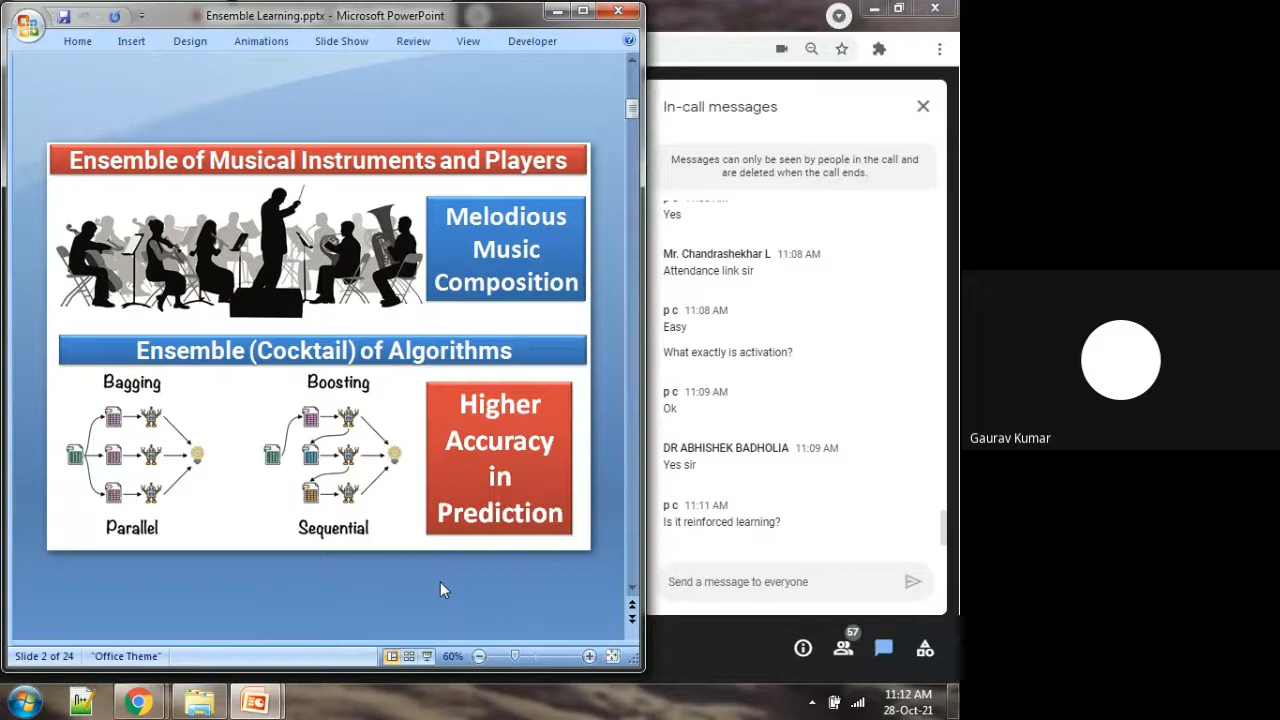 Ensemble Learning.pptx - Microsoft PowerPoint
Home Insert Design Animations Slide Show Review View Developer
Ensemble of Musical Instruments and Players
Melodious
Music
Composition
Ensemble (Cocktail) of Algorithms
Bagging
Boosting
Parallel
Sequential
Higher
Accuracy
in
Prediction
Slide 2 of 24 "Office Theme" 60%
In-call messages
Messages can only be seen by people in the call and
are deleted when the call ends.
Yes
Mr. Chandrashekhar L 11:08 AM
Attendance link sir
p c 11:08 AM
Easy
What exactly is activation?
p c 11:09 AM
Ok
DR ABHISHEK BADHOLIA 11:09 AM
Yes sir
p c 11:11 AM
Is it reinforced learning?
Send a message to everyone
57
Gaurav Kumar
11:12 AM
28-Oct-21